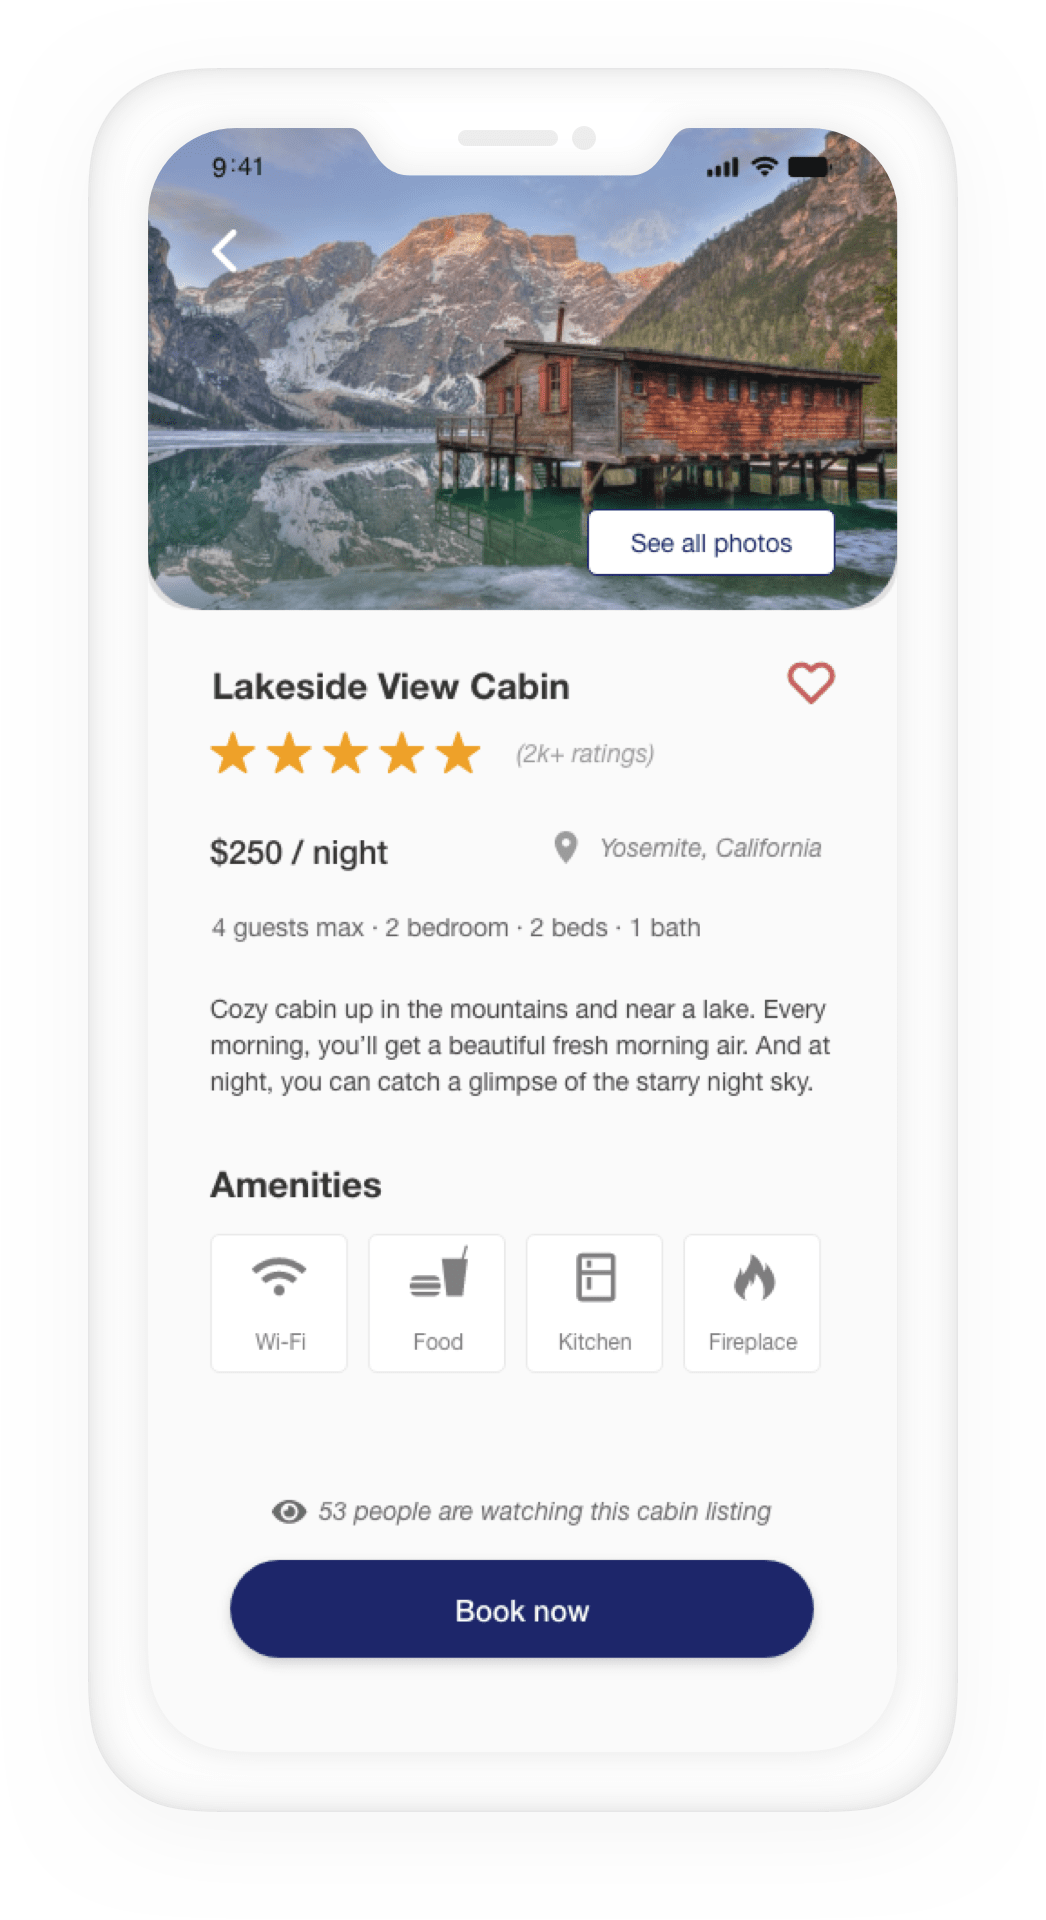 9:41
See all photos
Lakeside View Cabin
(2k+ ratings)
$250 / night
Yosemite, California
4 guests max · 2 bedroom · 2 beds · 1 bath
Cozy cabin up in the mountains and near a lake. Every
morning, you’ll get a beautiful fresh morning air. And at
night, you can catch a glimpse of the starry night sky.
Amenities
Wi-Fi
Food
Kitchen
Fireplace
53 people are watching this cabin listing
Book now